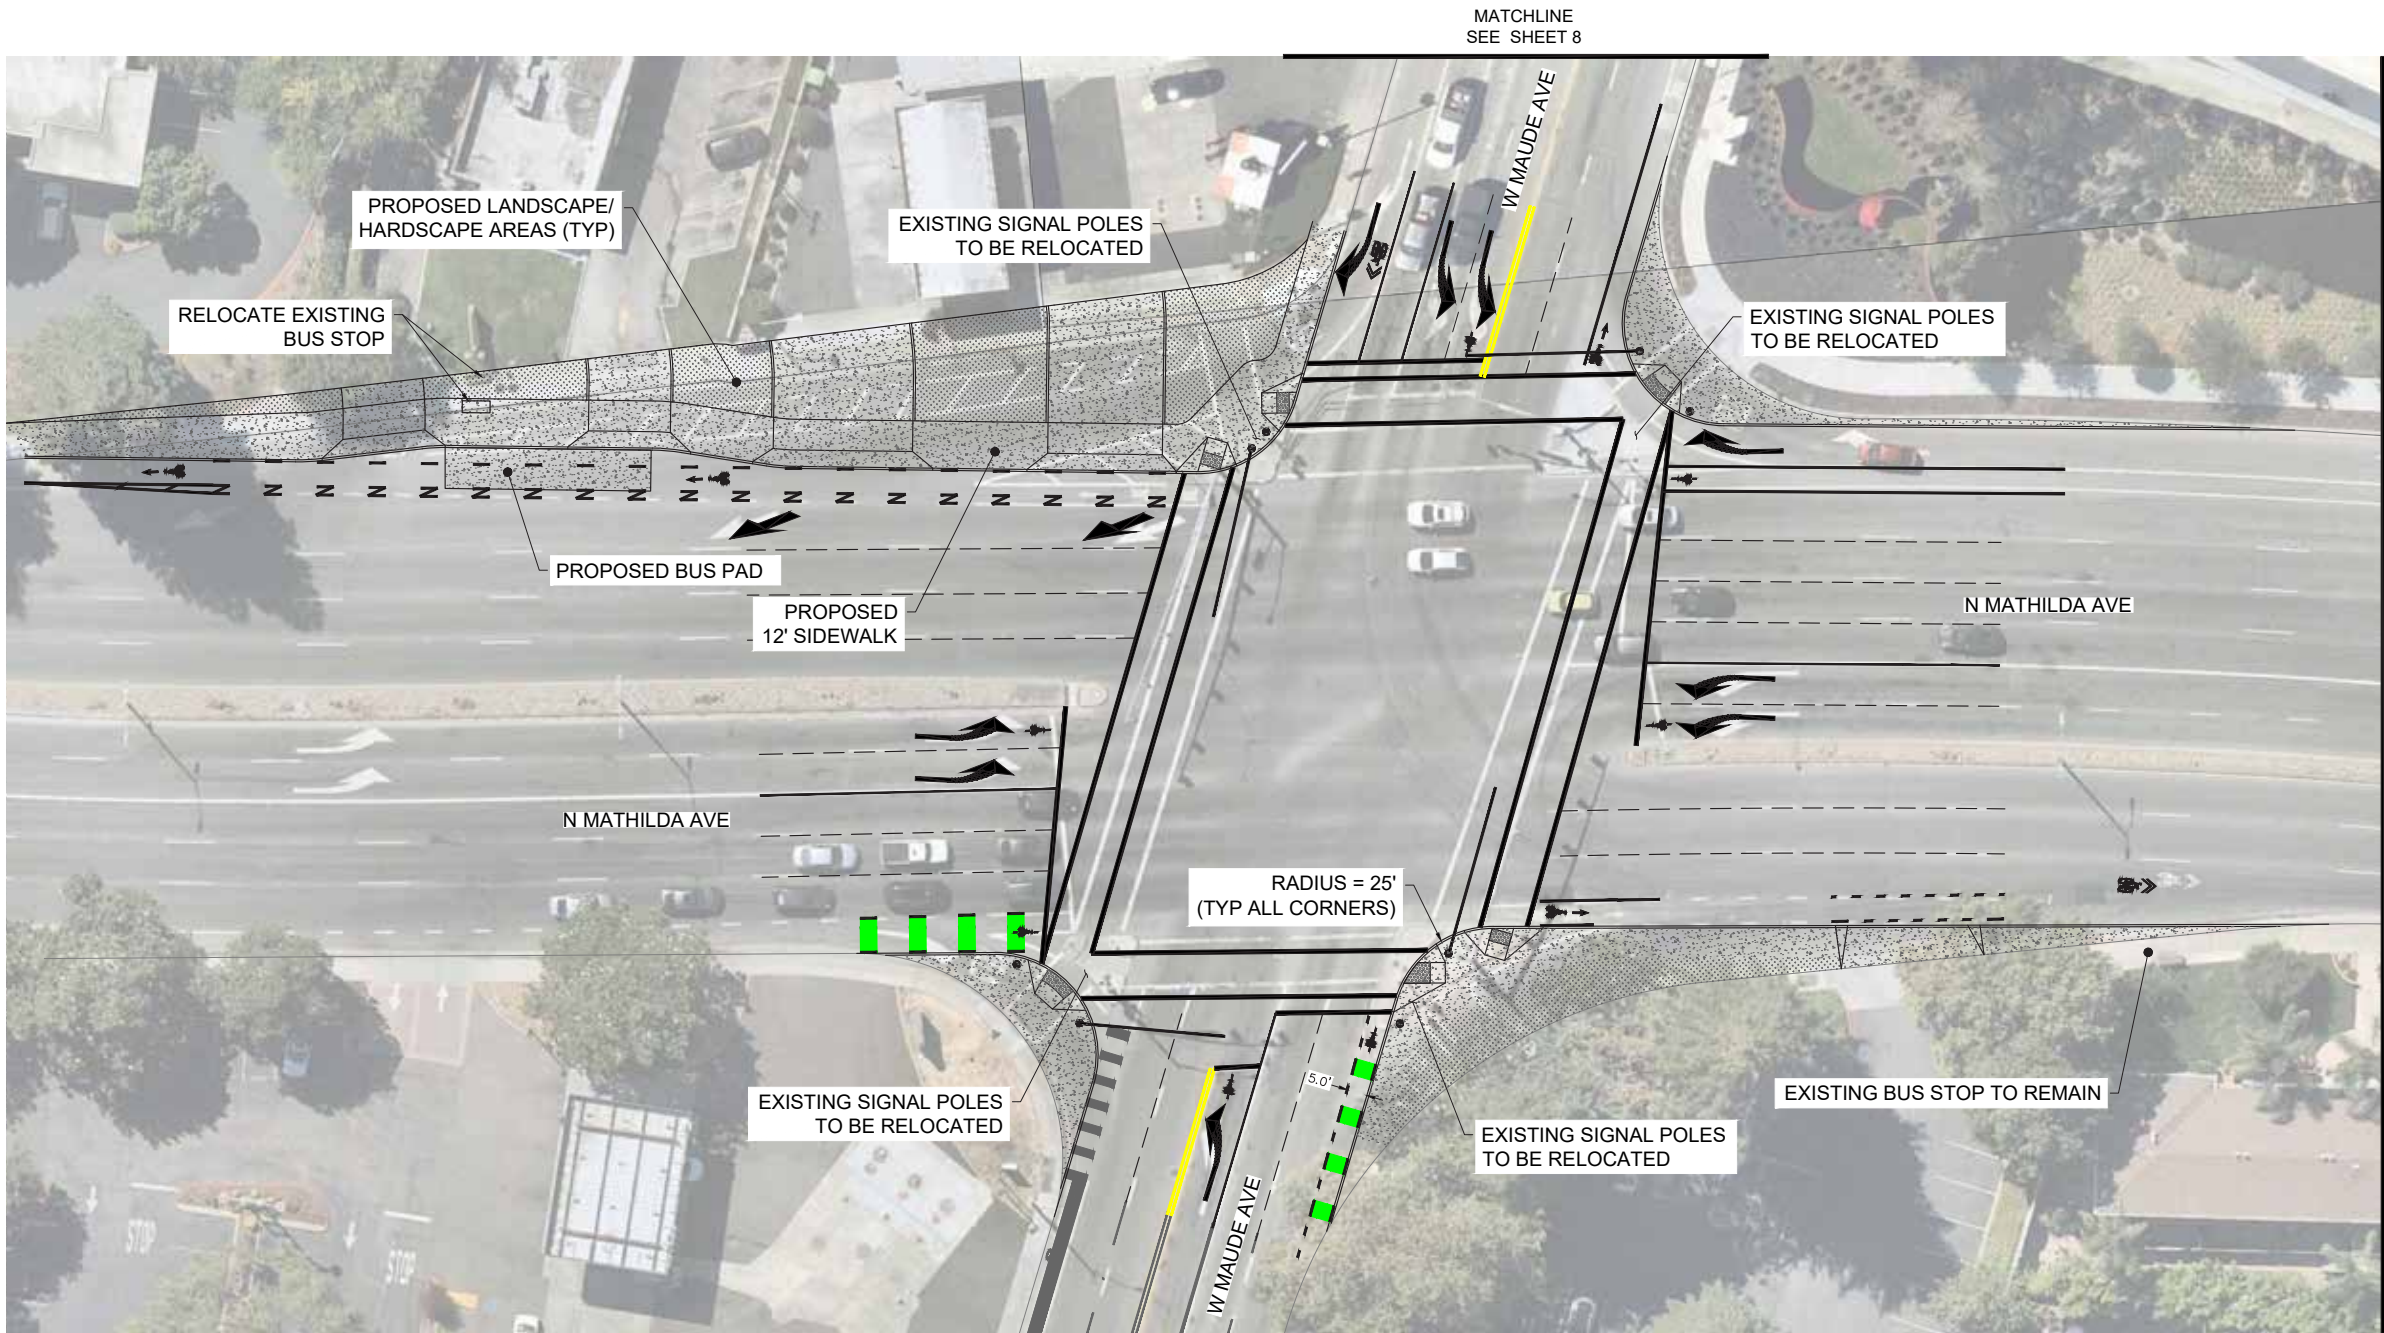 MATCHLINE
SEE SHEET 8
W MAUDE AVE
PROPOSED LANDSCAPE/
HARDSCAPE AREAS (TYP)
EXISTING SIGNAL POLES
TO BE RELOCATED
RELOCATE EXISTING
BUS STOP
EXISTING SIGNAL POLES
TO BE RELOCATED
PROPOSED BUS PAD
PROPOSED
12' SIDEWALK
N MATHILDA AVE
N MATHILDA AVE
RADIUS = 25'
(TYP ALL CORNERS)
5.0'
EXISTING SIGNAL POLES
TO BE RELOCATED
EXISTING BUS STOP TO REMAIN
EXISTING SIGNAL POLES
TO BE RELOCATED
W MAUDE AVE
STOP
STOP